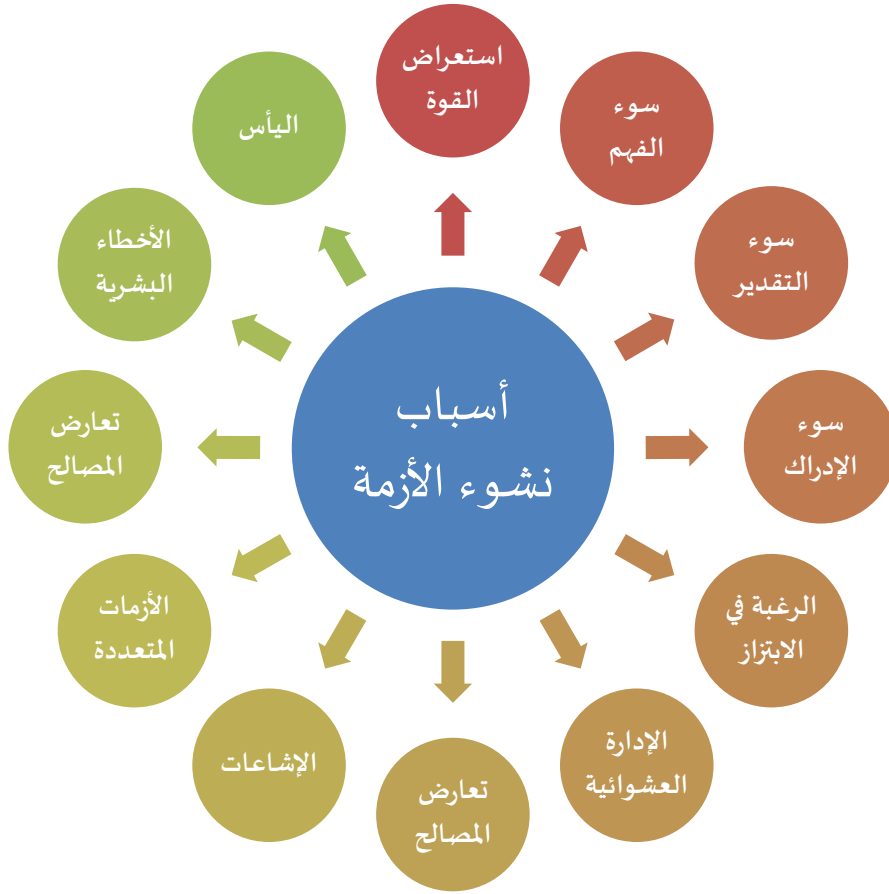 أسباب
نشوء الأزمة
استعراض
القوة
سوء
الفهم
سوء
التقدير
سوء
الإدراك
الرغبة في
الابتزاز
الإدارة
العشوائية
تعارض
المصالح
الإشاعات
الأزمات
المتعددة
تعارض
المصالح
الأخطاء
البشرية
اليأس